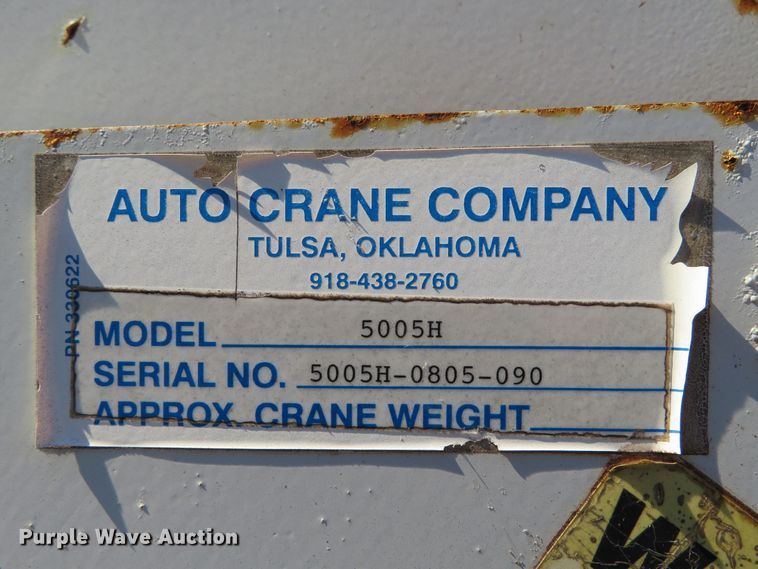 AUTO CRANE COMPANY
TULSA, OKLAHOMA
918-438-2760
PN 330622
MODEL 5005H
SERIAL NO. 5005H-0805-090
APPROX. CRANE WEIGHT
W
Purple Wave Auction